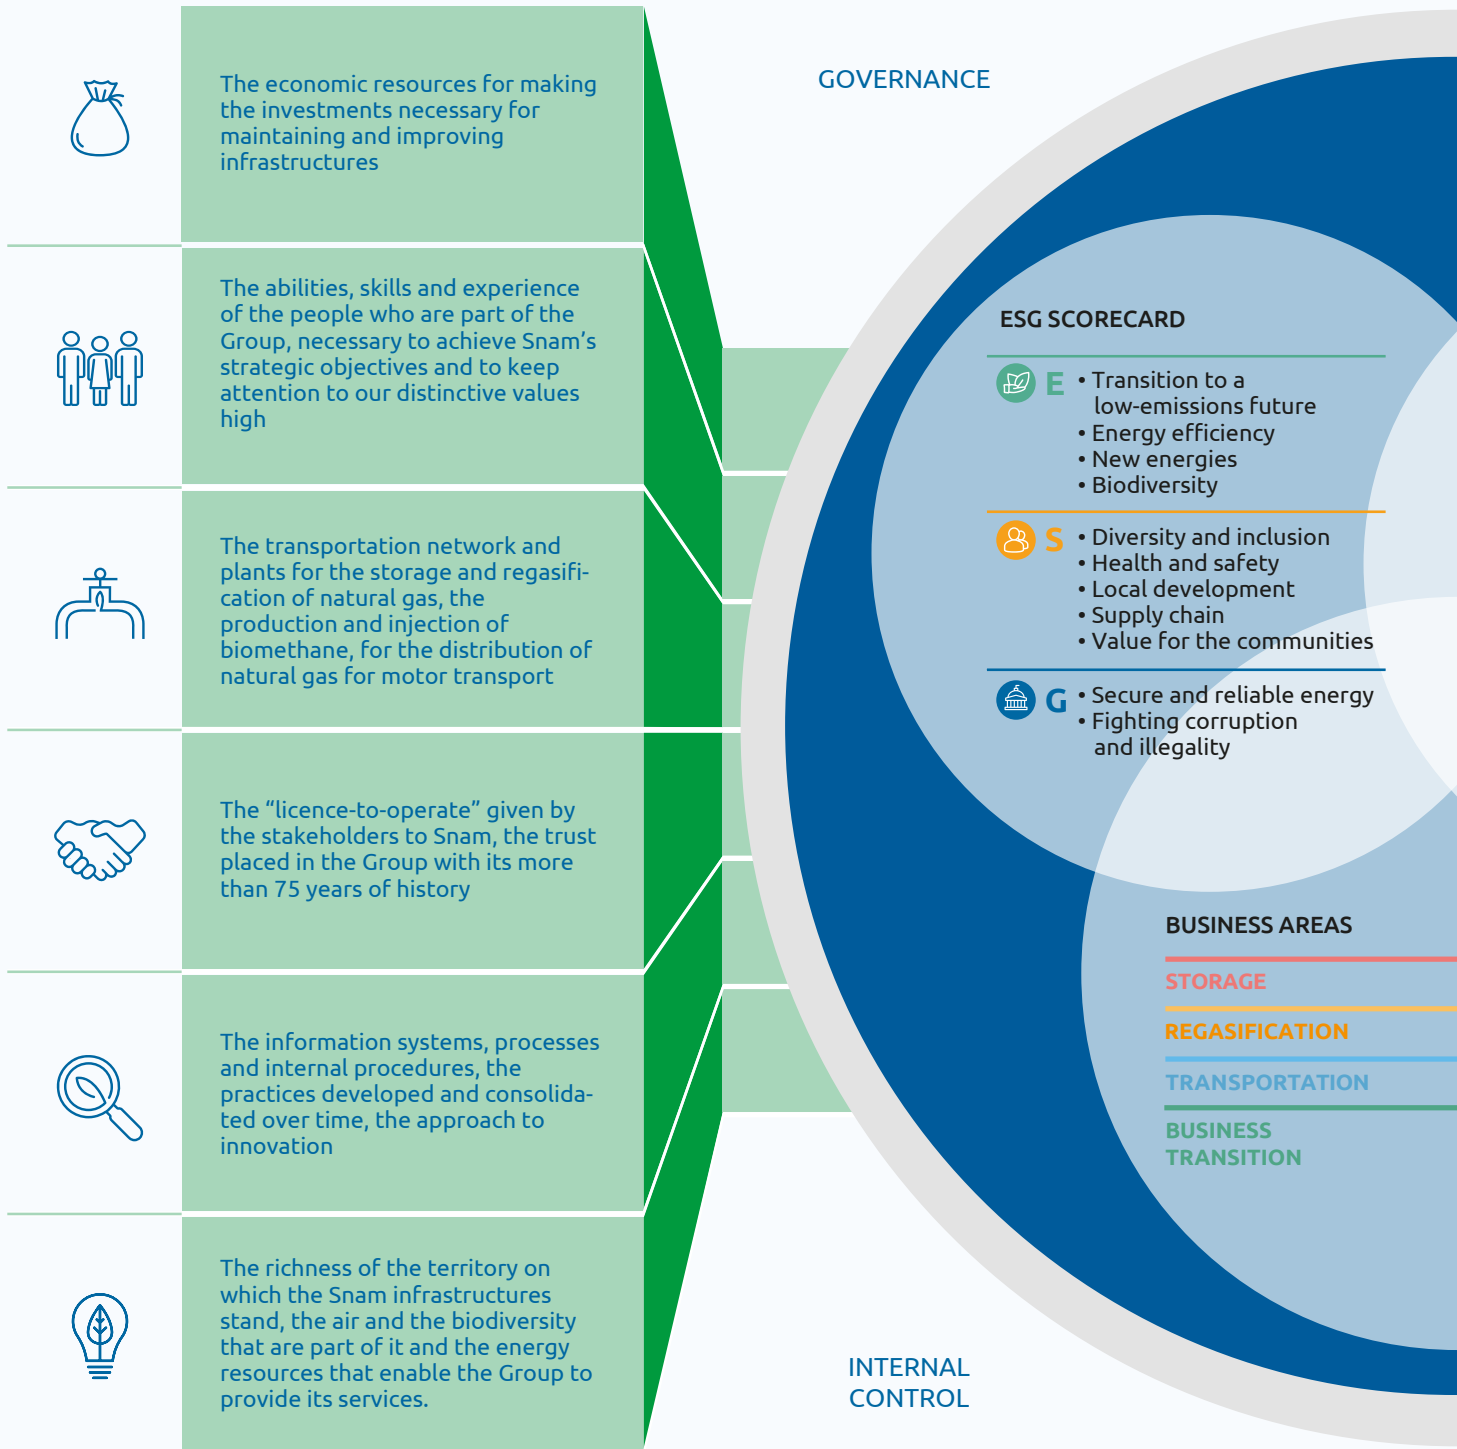 The economic resources for making
the investments necessary for
maintaining and improving
infrastructures
The abilities, skills and experience
of the people who are part of the
Group, necessary to achieve Snam’s
strategic objectives and to keep
attention to our distinctive values
high
The transportation network and
plants for the storage and regasifi-
cation of natural gas, the
production and injection of
biomethane, for the distribution of
natural gas for motor transport
The “licence-to-operate” given by
the stakeholders to Snam, the trust
placed in the Group with its more
than 75 years of history
The information systems, processes
and internal procedures, the
practices developed and consolida-
ted over time, the approach to
innovation
The richness of the territory on
which the Snam infrastructures
stand, the air and the biodiversity
that are part of it and the energy
resources that enable the Group to
provide its services.
GOVERNANCE
ESG SCORECARD
E • Transition to a
low-emissions future
• Energy efficiency
• New energies
• Biodiversity
S • Diversity and inclusion
• Health and safety
• Local development
• Supply chain
• Value for the communities
G • Secure and reliable energy
• Fighting corruption
and illegality
BUSINESS AREAS
STORAGE
REGASIFICATION
TRANSPORTATION
BUSINESS
TRANSITION
INTERNAL
CONTROL